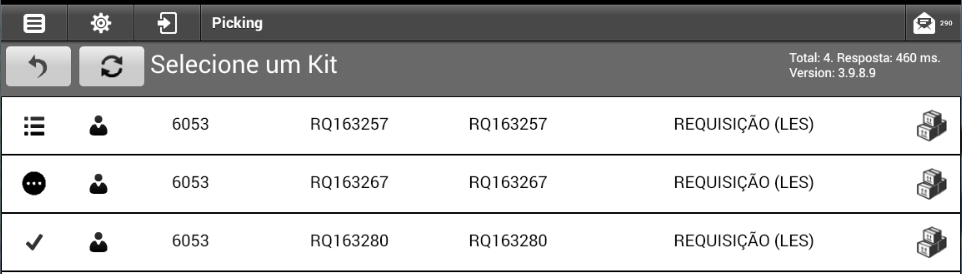 Picking
290
Selecione um Kit
Total: 4. Resposta: 460 ms.
Version: 3.9.8.9
6053 RQ163257 RQ163257 REQUISIÇÃO (LES)
6053 RQ163267 RQ163267 REQUISIÇÃO (LES)
6053 RQ163280 RQ163280 REQUISIÇÃO (LES)